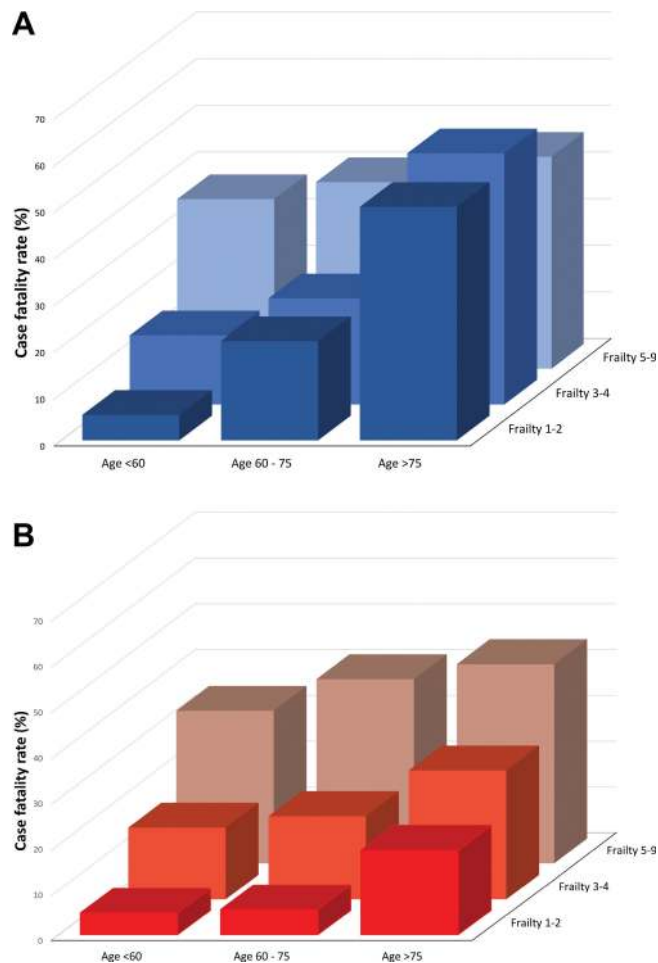 A
Case fatality rate (%)
70
60
50
40
30
20
10
0
Age <60
Age 60 - 75
Age >75
Frailty 1-2
Frailty 3-4
Frailty 5-9
B
Case fatality rate (%)
70
60
50
40
30
20
10
0
Age <60
Age 60 - 75
Age >75
Frailty 1-2
Frailty 3-4
Frailty 5-9